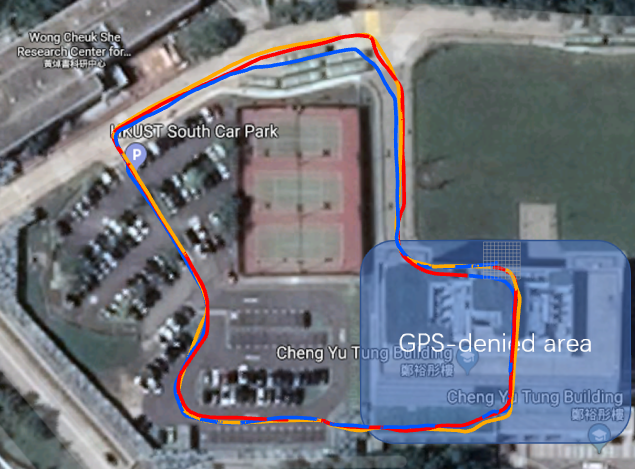 Wong Cheuk She
Research Center for...
黃焯書科研中心
HKUST South Car Park
P
GPS-denied area
Cheng Yu Tung Building
鄭裕彤樓
Cheng Yu Tung Building
鄭裕彤樓